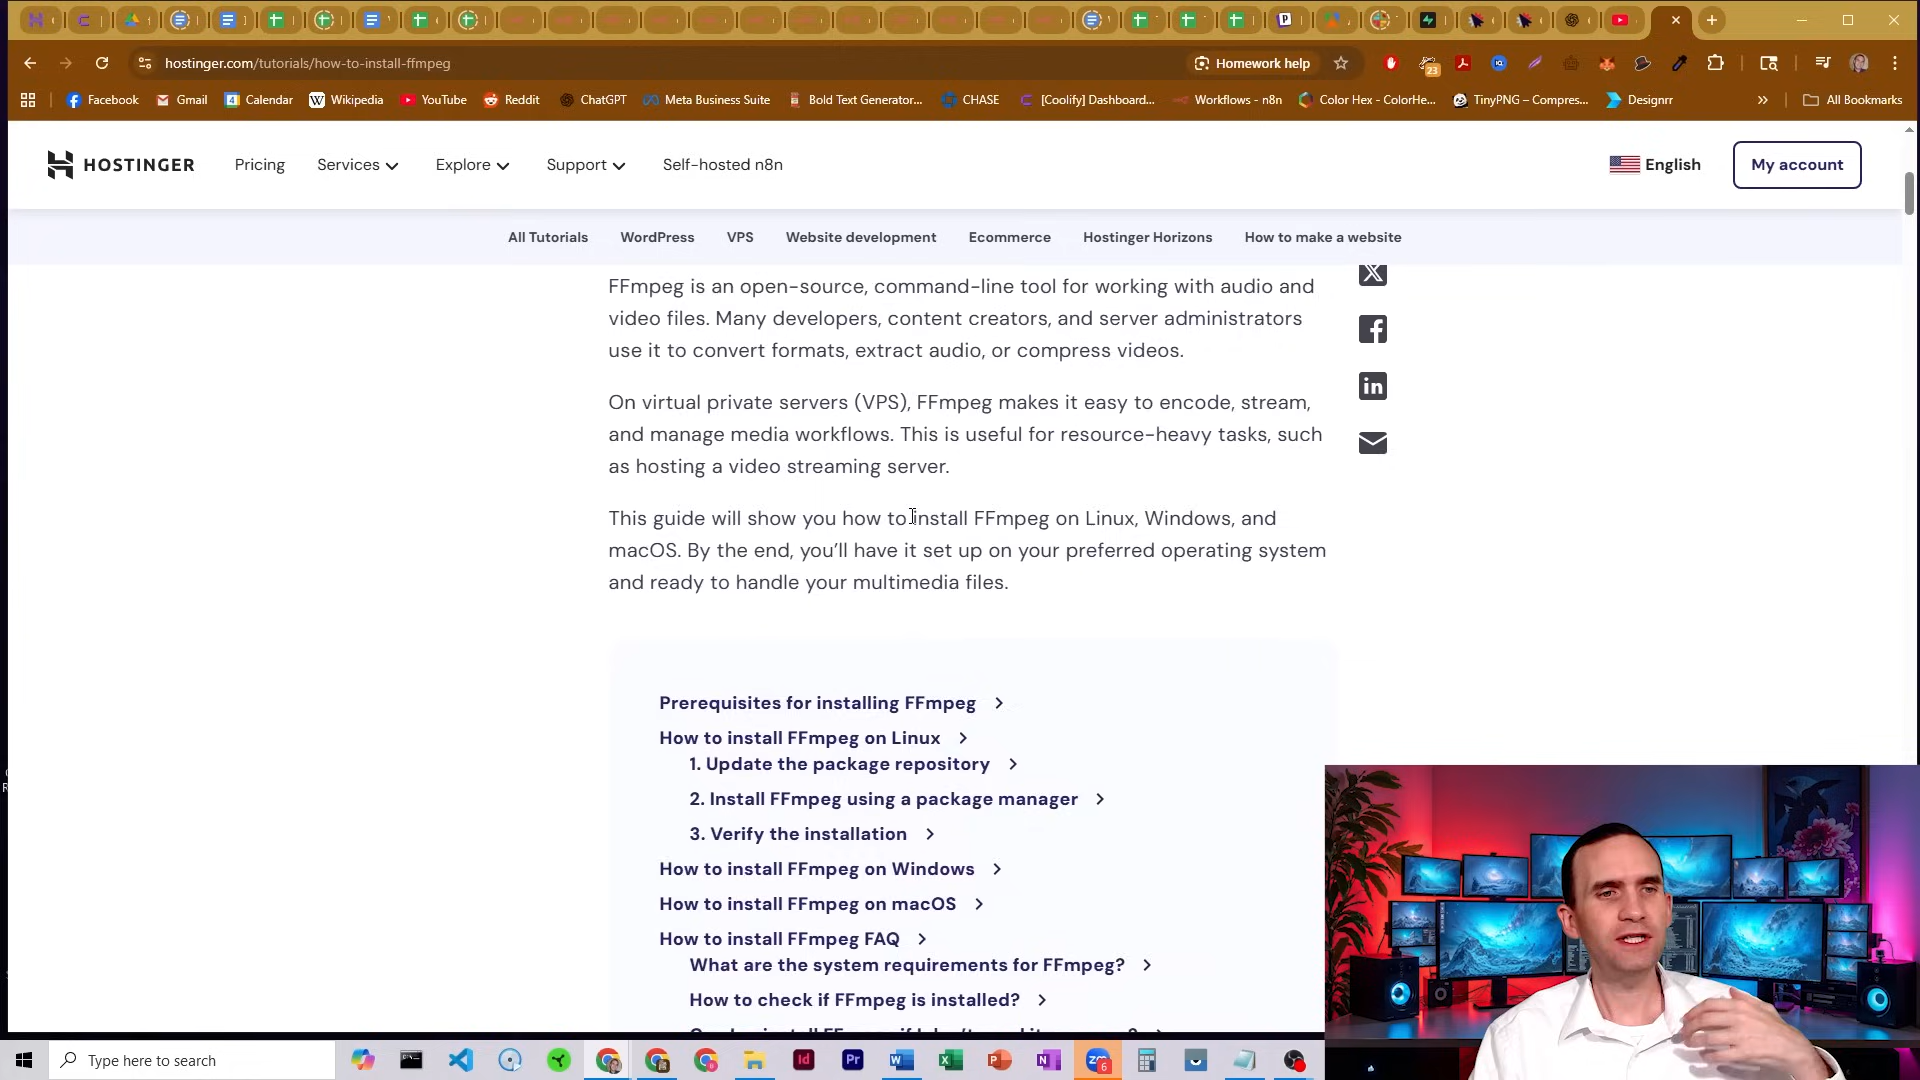 hostinger.com/tutorials/how-to-install-ffmpeg
Homework help
23
Facebook
Gmail
Calendar
Wikipedia
YouTube
Reddit
ChatGPT
Meta Business Suite
Bold Text Generator...
CHASE
[Coolify] Dashboard...
Workflows - n8n
Color Hex - ColorHe...
TinyPNG – Compres...
Designrr
All Bookmarks
HOSTINGER
Pricing
Services
Explore
Support
Self-hosted n8n
English
My account
All Tutorials
WordPress
VPS
Website development
Ecommerce
Hostinger Horizons
How to make a website
FFmpeg is an open-source, command-line tool for working with audio and
video files. Many developers, content creators, and server administrators
use it to convert formats, extract audio, or compress videos.
On virtual private servers (VPS), FFmpeg makes it easy to encode, stream,
and manage media workflows. This is useful for resource-heavy tasks, such
as hosting a video streaming server.
This guide will show you how to install FFmpeg on Linux, Windows, and
macOS. By the end, you’ll have it set up on your preferred operating system
and ready to handle your multimedia files.
Prerequisites for installing FFmpeg
How to install FFmpeg on Linux
1. Update the package repository
2. Install FFmpeg using a package manager
3. Verify the installation
How to install FFmpeg on Windows
How to install FFmpeg on macOS
How to install FFmpeg FAQ
What are the system requirements for FFmpeg?
How to check if FFmpeg is installed?
Type here to search